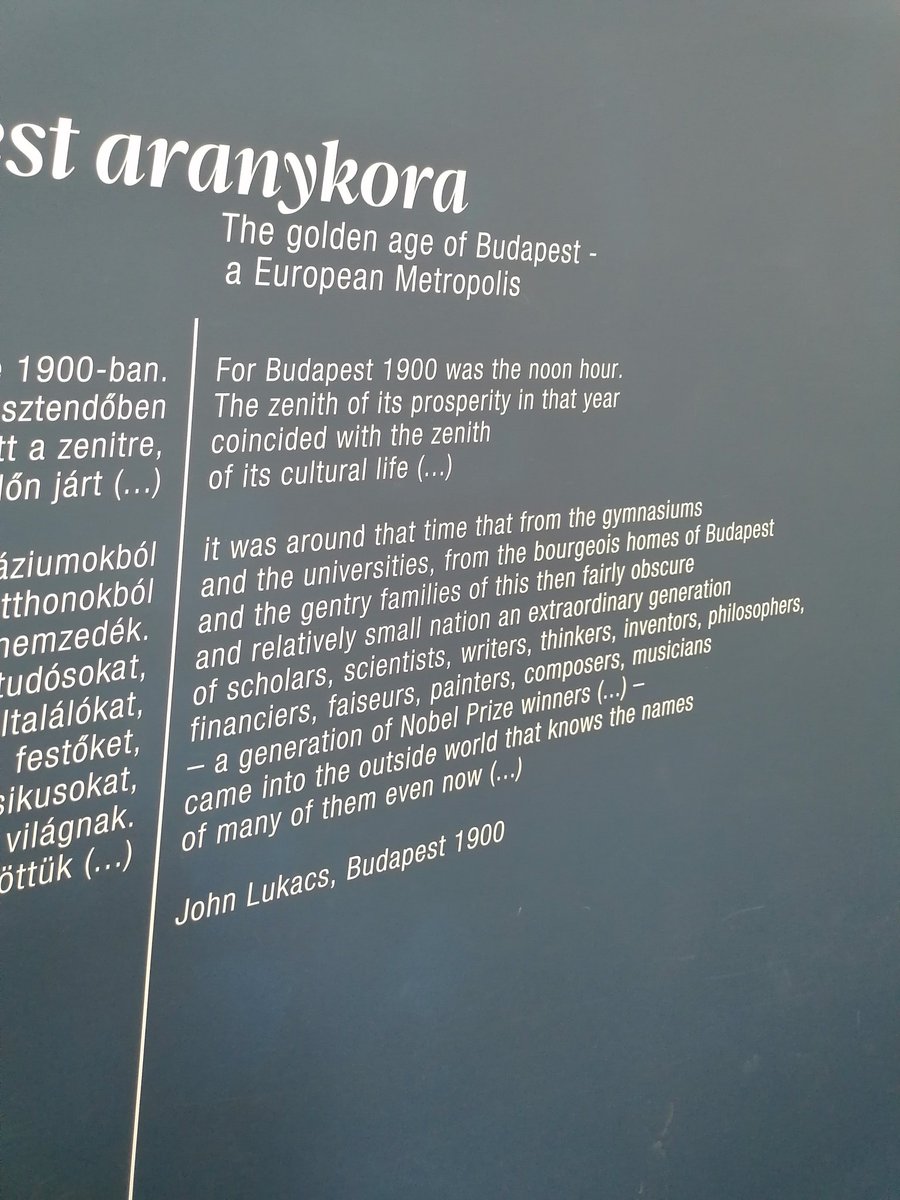 est aranykora
The golden age of Budapest -
a European Metropolis
1900-ban.
sztendőben
tt a zenitre,
lőn járt (...)
áziumokból
tthonokból
nemzedék.
tudósokat,
ltalálókat,
festőket,
sikusokat,
világnak.
öttük (...)
For Budapest 1900 was the noon hour.
The zenith of its prosperity in that year
coincided with the zenith
of its cultural life (...)
it was around that time that from the gymnasiums
and the universities, from the bourgeois homes of Budapest
and the gentry families of this then fairly obscure
and relatively small nation an extraordinary generation
of scholars, scientists, writers, thinkers, inventors, philosophers,
financiers, faiseurs, painters, composers, musicians
– a generation of Nobel Prize winners (...) –
came into the outside world that knows the names
of many of them even now (...)
John Lukacs, Budapest 1900